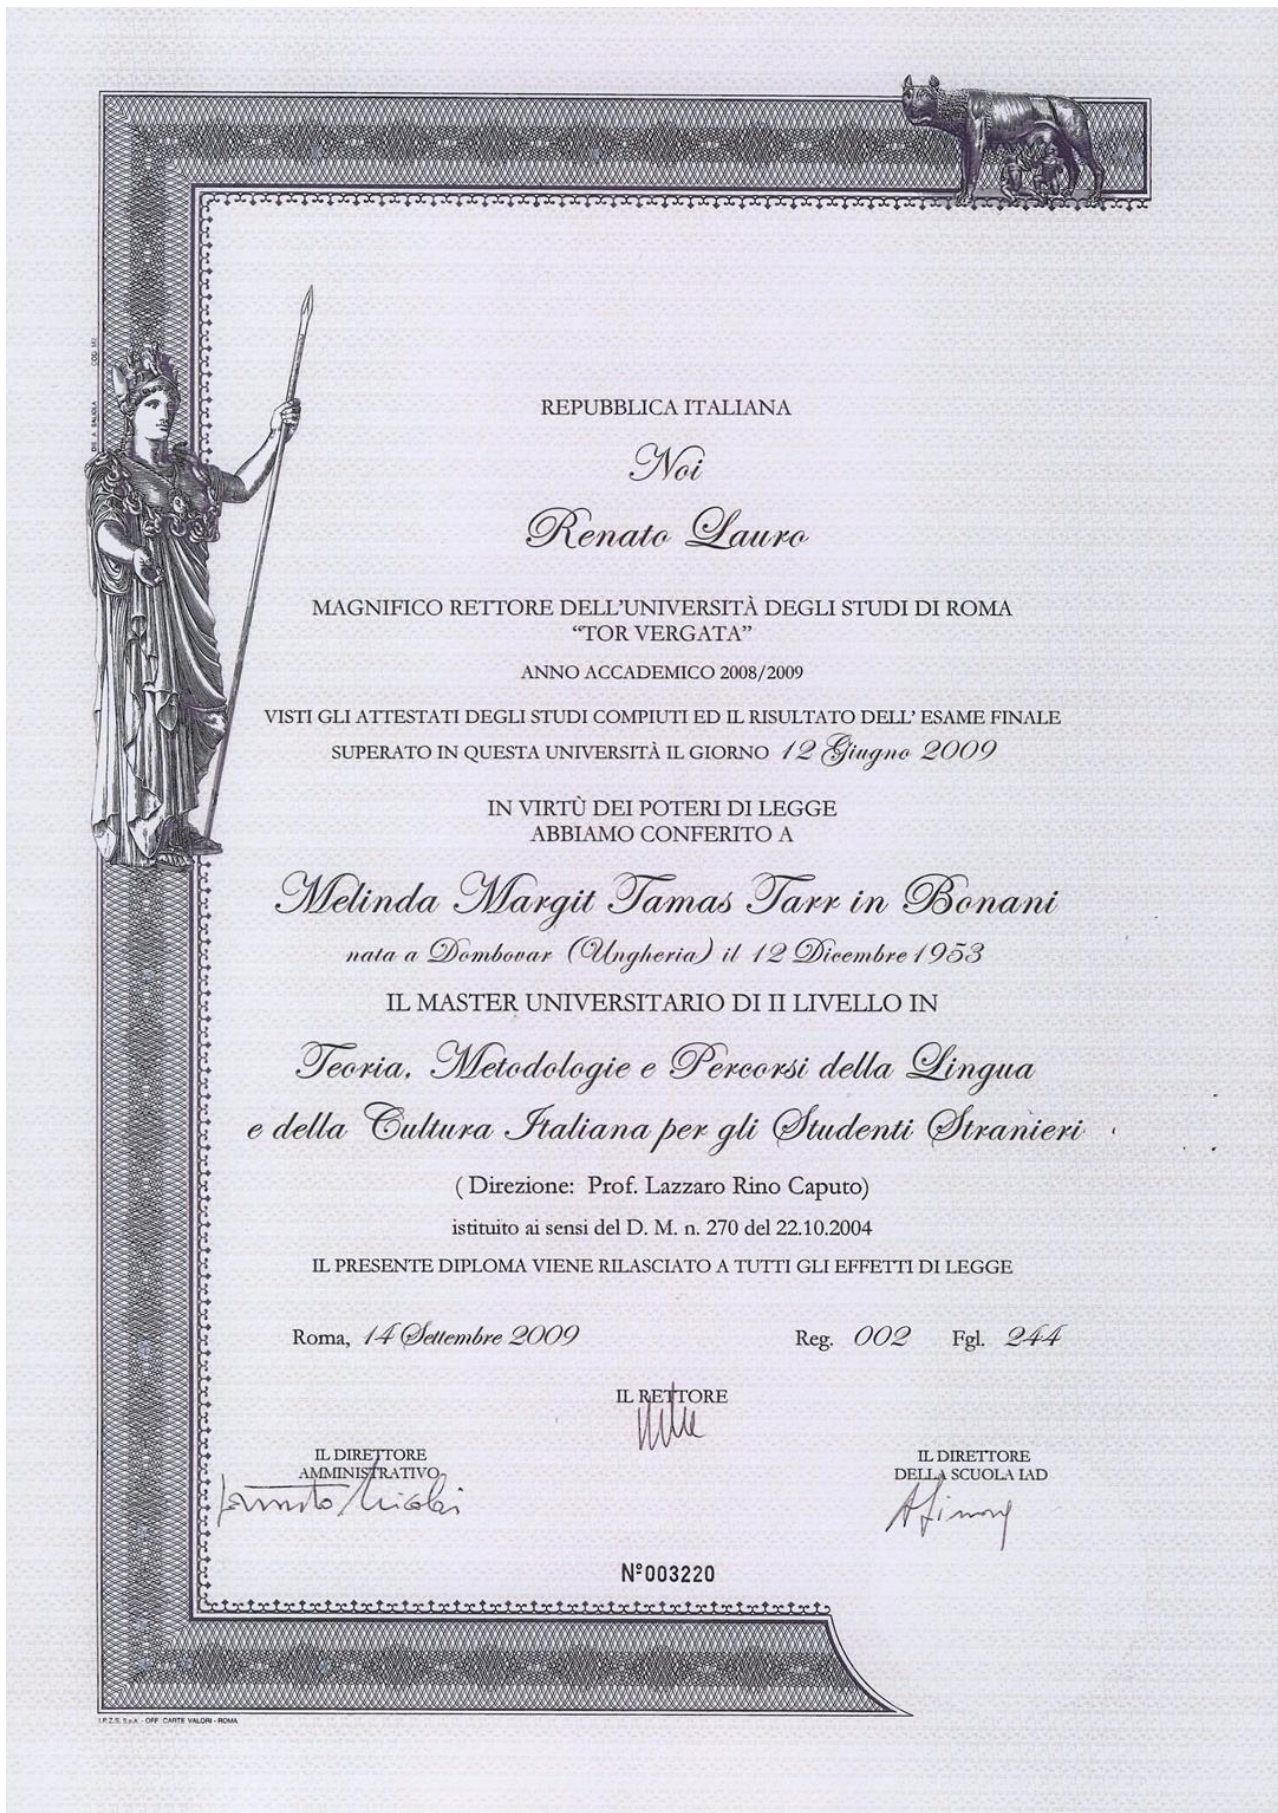 REPUBBLICA ITALIANA
Noi
Renato Lauro
MAGNIFICO RETTORE DELL'UNIVERSITÀ DEGLI STUDI DI ROMA
“TOR VERGATA”
ANNO ACCADEMICO 2008/2009
VISTI GLI ATTESTATI DEGLI STUDI COMPIUTI ED IL RISULTATO DELL' ESAME FINALE
SUPERATO IN QUESTA UNIVERSITÀ IL GIORNO 12 Giugno 2009
IN VIRTÙ DEI POTERI DI LEGGE
ABBIAMO CONFERITO A
Melinda Margit Tamas Tarr in Bonani
nata a Dombovar (Ungheria) il 12 Dicembre 1953
IL MASTER UNIVERSITARIO DI II LIVELLO IN
Teoria, Metodologie e Percorsi della Lingua
e della Cultura Italiana per gli Studenti Stranieri
( Direzione: Prof. Lazzaro Rino Caputo)
istituito ai sensi del D. M. n. 270 del 22.10.2004
IL PRESENTE DIPLOMA VIENE RILASCIATO A TUTTI GLI EFFETTI DI LEGGE
Roma, 14 Settembre 2009 Reg. 002 Fgl. 244
IL RETTORE
IL DIRETTORE
AMMINISTRATIVO
IL DIRETTORE
DELLA SCUOLA IAD
Nº003220
I.P.Z.S. S.p.A. - OFF. CARTE VALORI - ROMA